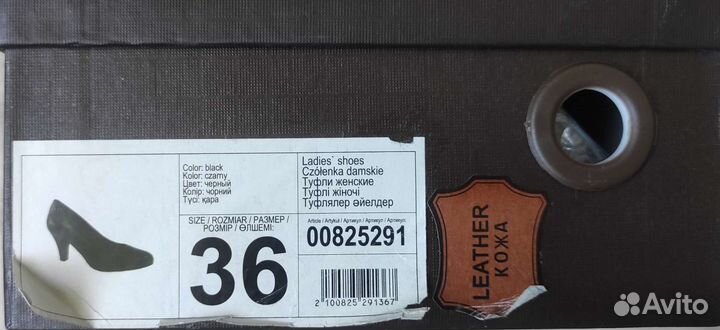 Color: black
Kolor: czarny
Цвет: черный
Колір: чорний
Түсі: қара
Ladies` shoes
Czółenka damskie
Туфли женские
Туфлі жіночі
Туфлялер әйелдер
SIZE / ROZMIAR / РАЗМЕР /
РОЗМІР / ӨЛШЕМІ:
36
Article / Artykuł / Артикул / Артикул / Артикул:
00825291
2 100825 291367
LEATHER
КОЖА
Avito